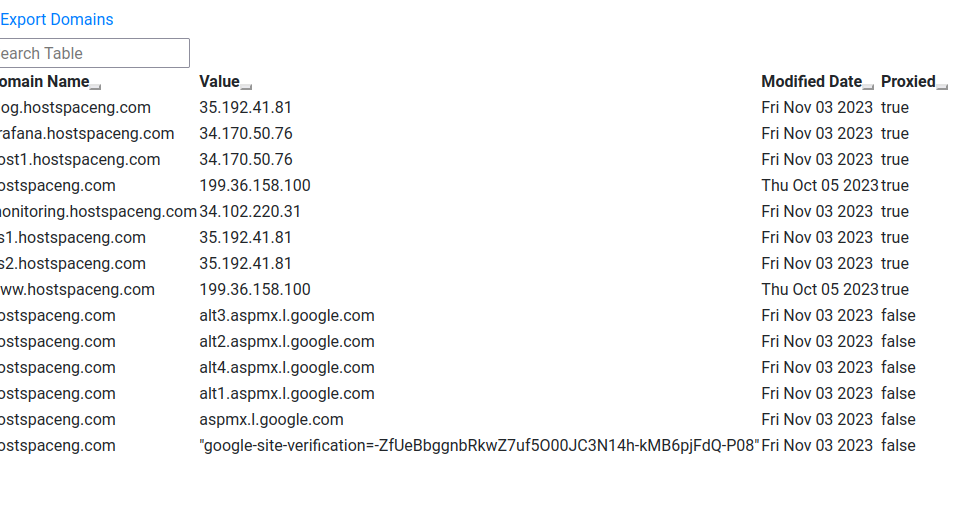 Export Domains
earch Table
omain Name Value Modified Date Proxied
og.hostspaceng.com 35.192.41.81 Fri Nov 03 2023 true
rafana.hostspaceng.com 34.170.50.76 Fri Nov 03 2023 true
ost1.hostspaceng.com 34.170.50.76 Fri Nov 03 2023 true
ostspaceng.com 199.36.158.100 Thu Oct 05 2023 true
onitoring.hostspaceng.com 34.102.220.31 Fri Nov 03 2023 true
s1.hostspaceng.com 35.192.41.81 Fri Nov 03 2023 true
s2.hostspaceng.com 35.192.41.81 Fri Nov 03 2023 true
ww.hostspaceng.com 199.36.158.100 Thu Oct 05 2023 true
ostspaceng.com alt3.aspmx.l.google.com Fri Nov 03 2023 false
ostspaceng.com alt2.aspmx.l.google.com Fri Nov 03 2023 false
ostspaceng.com alt4.aspmx.l.google.com Fri Nov 03 2023 false
ostspaceng.com alt1.aspmx.l.google.com Fri Nov 03 2023 false
ostspaceng.com aspmx.l.google.com Fri Nov 03 2023 false
ostspaceng.com "google-site-verification=-ZfUeBbggnbRkwZ7uf5O00JC3N14h-kMB6pjFdQ-P08" Fri Nov 03 2023 false